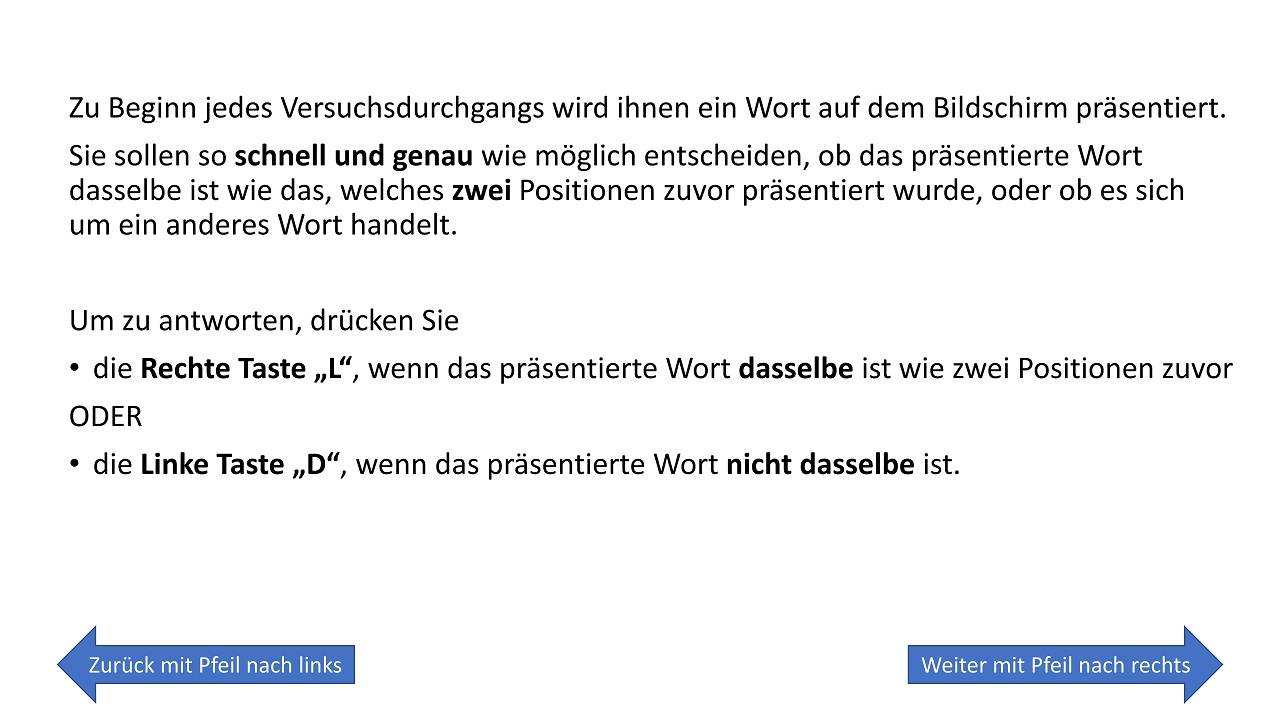 Zu Beginn jedes Versuchsdurchgangs wird ihnen ein Wort auf dem Bildschirm präsentiert.
Sie sollen so schnell und genau wie möglich entscheiden, ob das präsentierte Wort
dasselbe ist wie das, welches zwei Positionen zuvor präsentiert wurde, oder ob es sich
um ein anderes Wort handelt.
Um zu antworten, drücken Sie
• die Rechte Taste „L“, wenn das präsentierte Wort dasselbe ist wie zwei Positionen zuvor
ODER
• die Linke Taste „D“, wenn das präsentierte Wort nicht dasselbe ist.
Zurück mit Pfeil nach links
Weiter mit Pfeil nach rechts